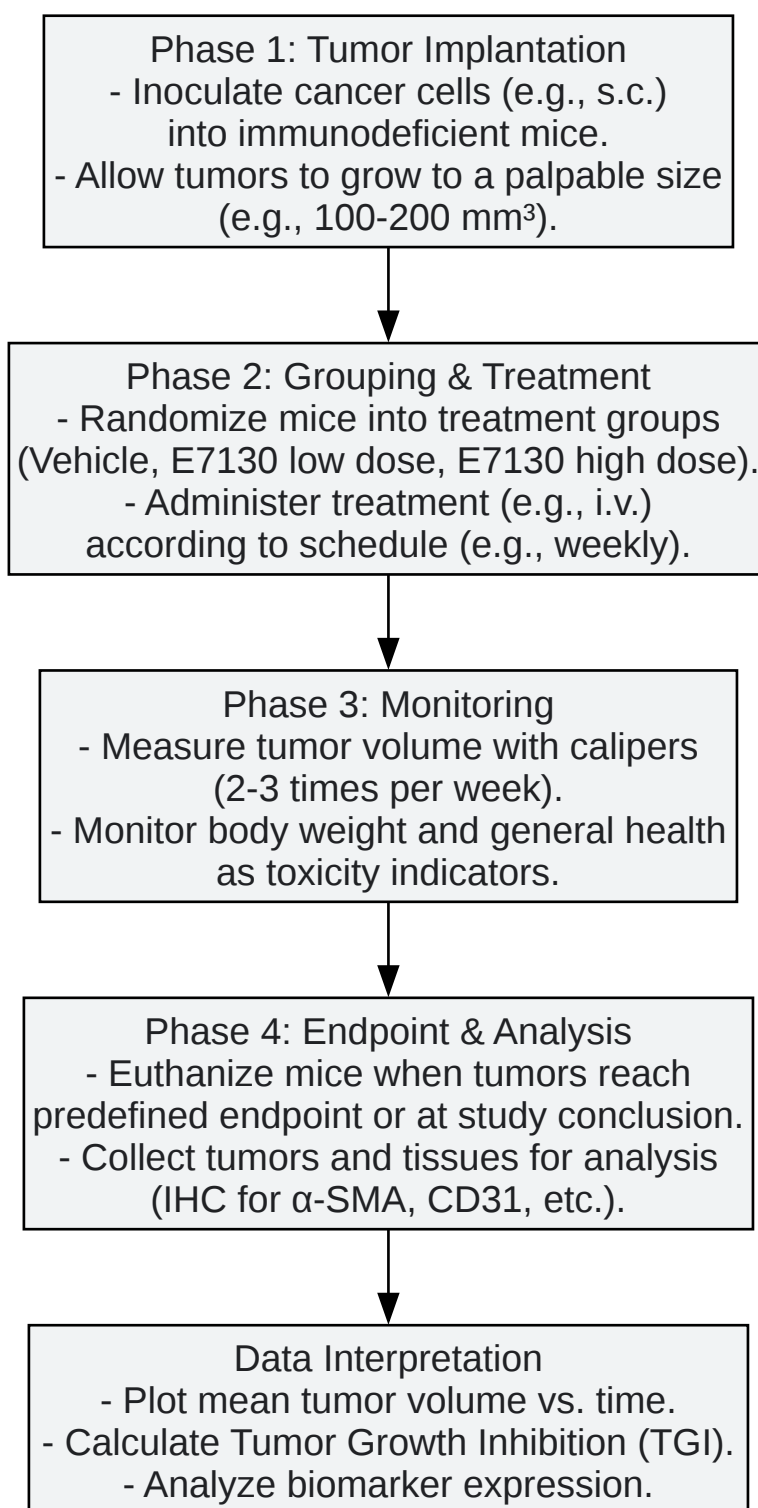 Phase 1: Tumor Implantation
- Inoculate cancer cells (e.g., s.c.)
into immunodeficient mice.
- Allow tumors to grow to a palpable size
(e.g., 100-200 mm³).
Phase 2: Grouping & Treatment
- Randomize mice into treatment groups
(Vehicle, E7130 low dose, E7130 high dose).
- Administer treatment (e.g., i.v.)
according to schedule (e.g., weekly).
Phase 3: Monitoring
- Measure tumor volume with calipers
(2-3 times per week).
- Monitor body weight and general health
as toxicity indicators.
Phase 4: Endpoint & Analysis
- Euthanize mice when tumors reach
predefined endpoint or at study conclusion.
- Collect tumors and tissues for analysis
(IHC for α-SMA, CD31, etc.).
Data Interpretation
- Plot mean tumor volume vs. time.
- Calculate Tumor Growth Inhibition (TGI).
- Analyze biomarker expression.